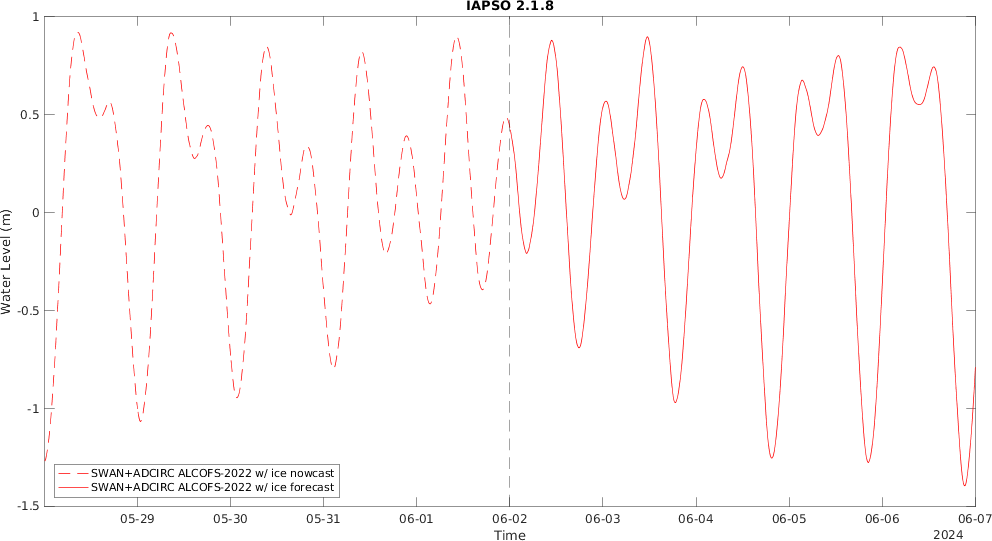 IAPSO 2.1.8
1
0.5
0
-0.5
-1
-1.5
Water Level (m)
SWAN+ADCIRC ALCOFS-2022 w/ ice nowcast
SWAN+ADCIRC ALCOFS-2022 w/ ice forecast
05-29 05-30 05-31 06-01 06-02 06-03 06-04 06-05 06-06 06-07
Time
2024